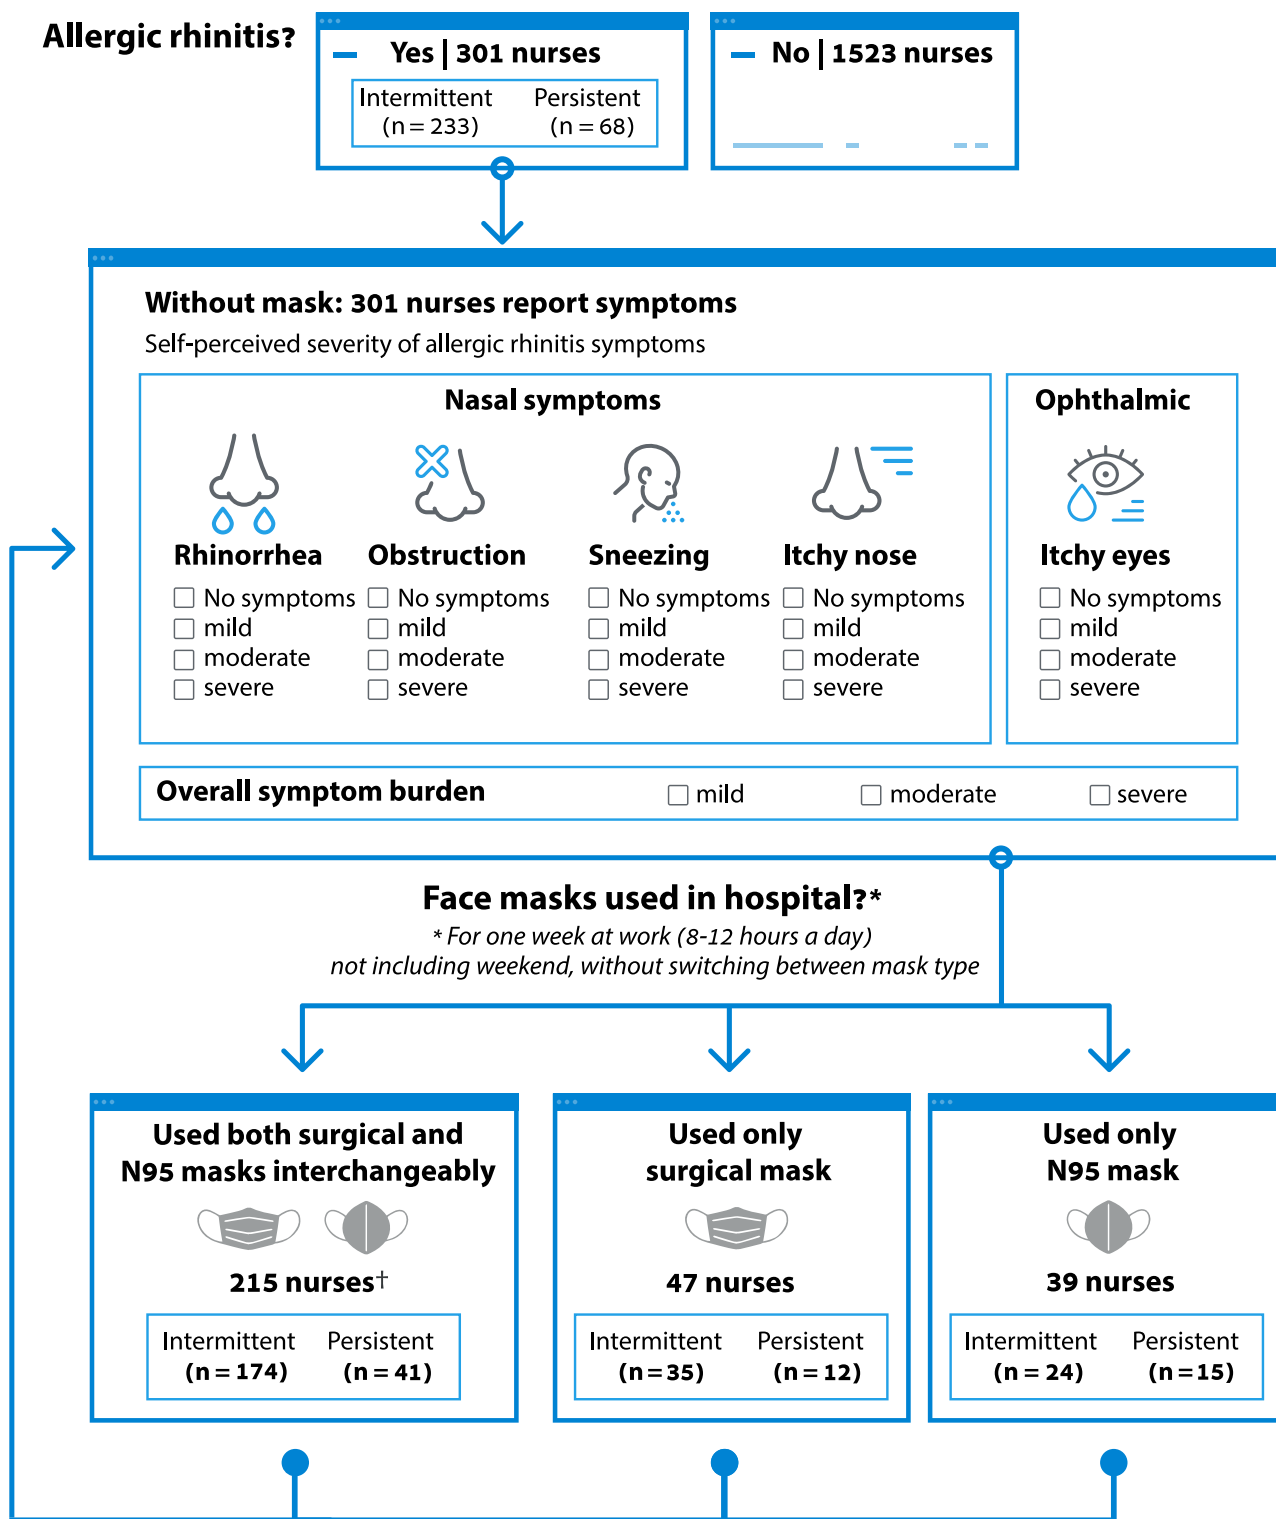 Allergic rhinitis?
Yes | 301 nurses
Intermittent Persistent
(n = 233) (n = 68)
No | 1523 nurses
Without mask: 301 nurses report symptoms
Self-perceived severity of allergic rhinitis symptoms
Nasal symptoms
Rhinorrhea Obstruction Sneezing Itchy nose
No symptoms No symptoms No symptoms No symptoms
mild mild mild mild
moderate moderate moderate moderate
severe severe severe severe
Ophthalmic
Itchy eyes
No symptoms
mild
moderate
severe
Overall symptom burden mild moderate severe
Face masks used in hospital?*
* For one week at work (8-12 hours a day)
not including weekend, without switching between mask type
Used both surgical and
N95 masks interchangeably
215 nurses†
Intermittent Persistent
(n = 174) (n = 41)
Used only
surgical mask
47 nurses
Intermittent Persistent
(n = 35) (n = 12)
Used only
N95 mask
39 nurses
Intermittent Persistent
(n = 24) (n = 15)